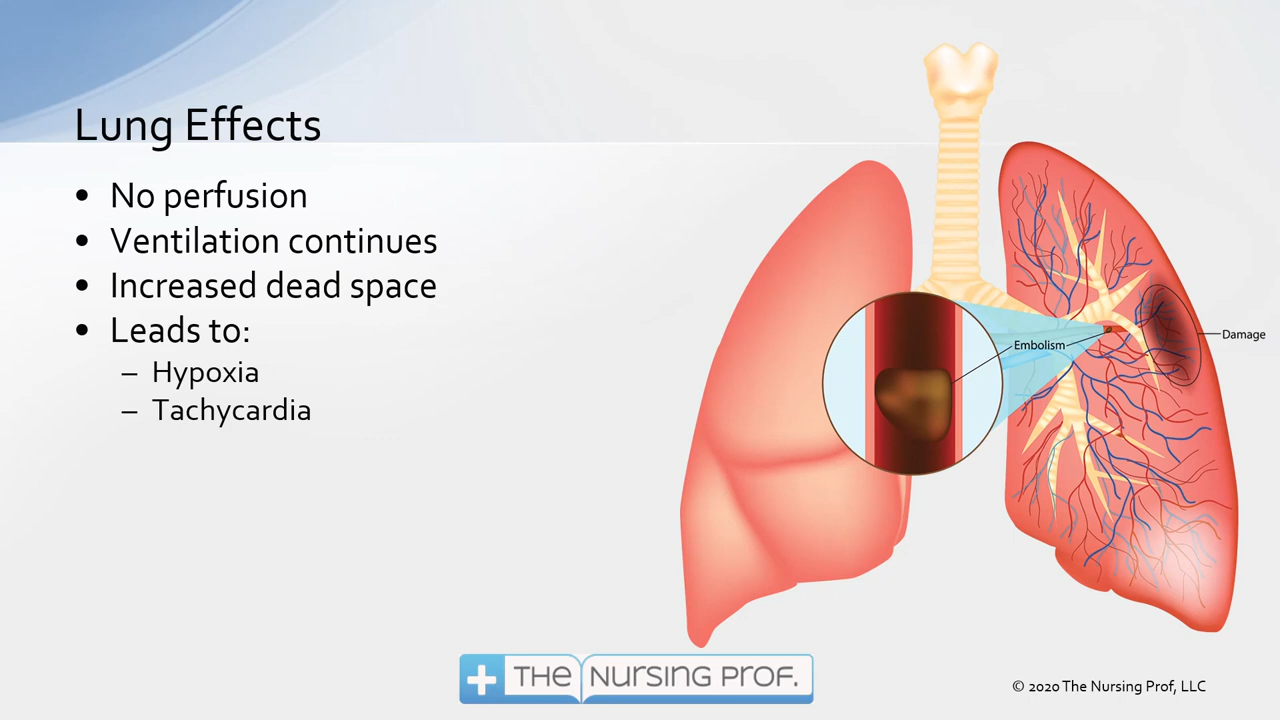 Lung Effects
• No perfusion
• Ventilation continues
• Increased dead space
• Leads to:
– Hypoxia
– Tachycardia
Embolism
Damage
THE NURSING PROF.
© 2020 The Nursing Prof, LLC